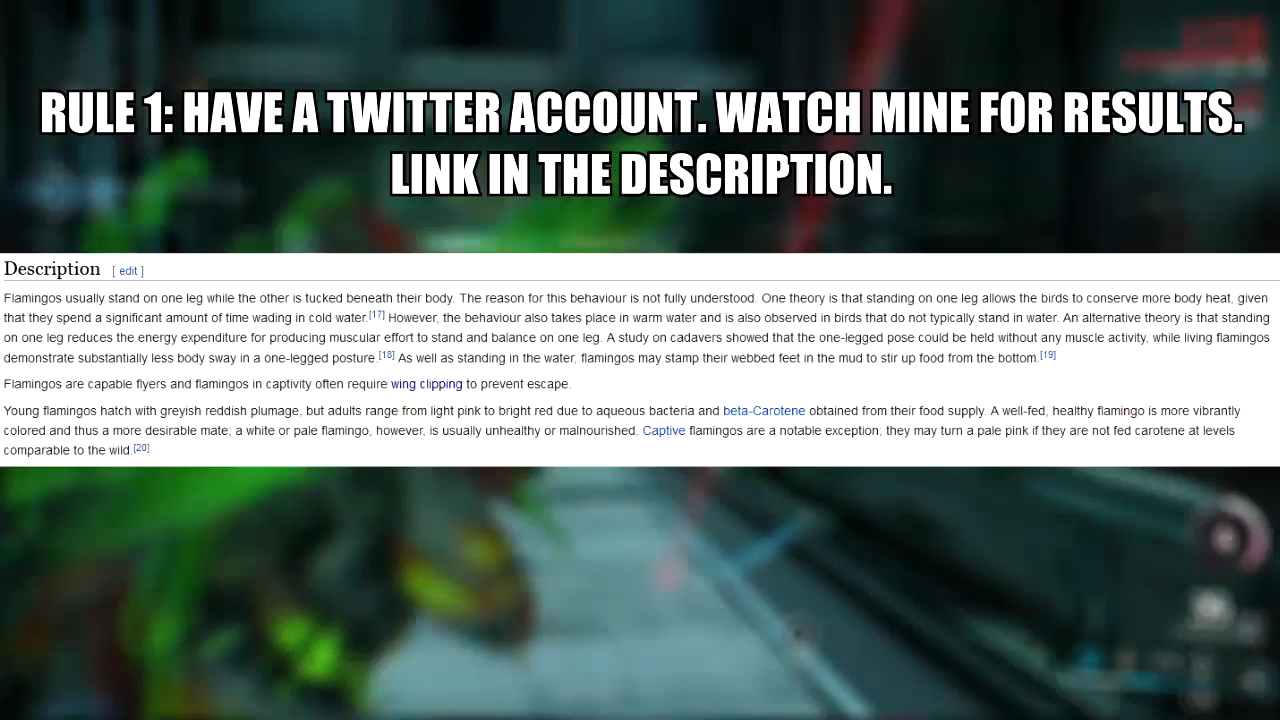 RULE 1: HAVE A TWITTER ACCOUNT. WATCH MINE FOR RESULTS.
LINK IN THE DESCRIPTION.
Description [ edit ]
Flamingos usually stand on one leg while the other is tucked beneath their body. The reason for this behaviour is not fully understood. One theory is that standing on one leg allows the birds to conserve more body heat, given
that they spend a significant amount of time wading in cold water.[17] However, the behaviour also takes place in warm water and is also observed in birds that do not typically stand in water. An alternative theory is that standing
on one leg reduces the energy expenditure for producing muscular effort to stand and balance on one leg. A study on cadavers showed that the one-legged pose could be held without any muscle activity, while living flamingos
demonstrate substantially less body sway in a one-legged posture.[18] As well as standing in the water, flamingos may stamp their webbed feet in the mud to stir up food from the bottom.[19]
Flamingos are capable flyers and flamingos in captivity often require wing clipping to prevent escape.
Young flamingos hatch with greyish reddish plumage, but adults range from light pink to bright red due to aqueous bacteria and beta-Carotene obtained from their food supply. A well-fed, healthy flamingo is more vibrantly
colored and thus a more desirable mate; a white or pale flamingo, however, is usually unhealthy or malnourished. Captive flamingos are a notable exception; they may turn a pale pink if they are not fed carotene at levels
comparable to the wild.[20]